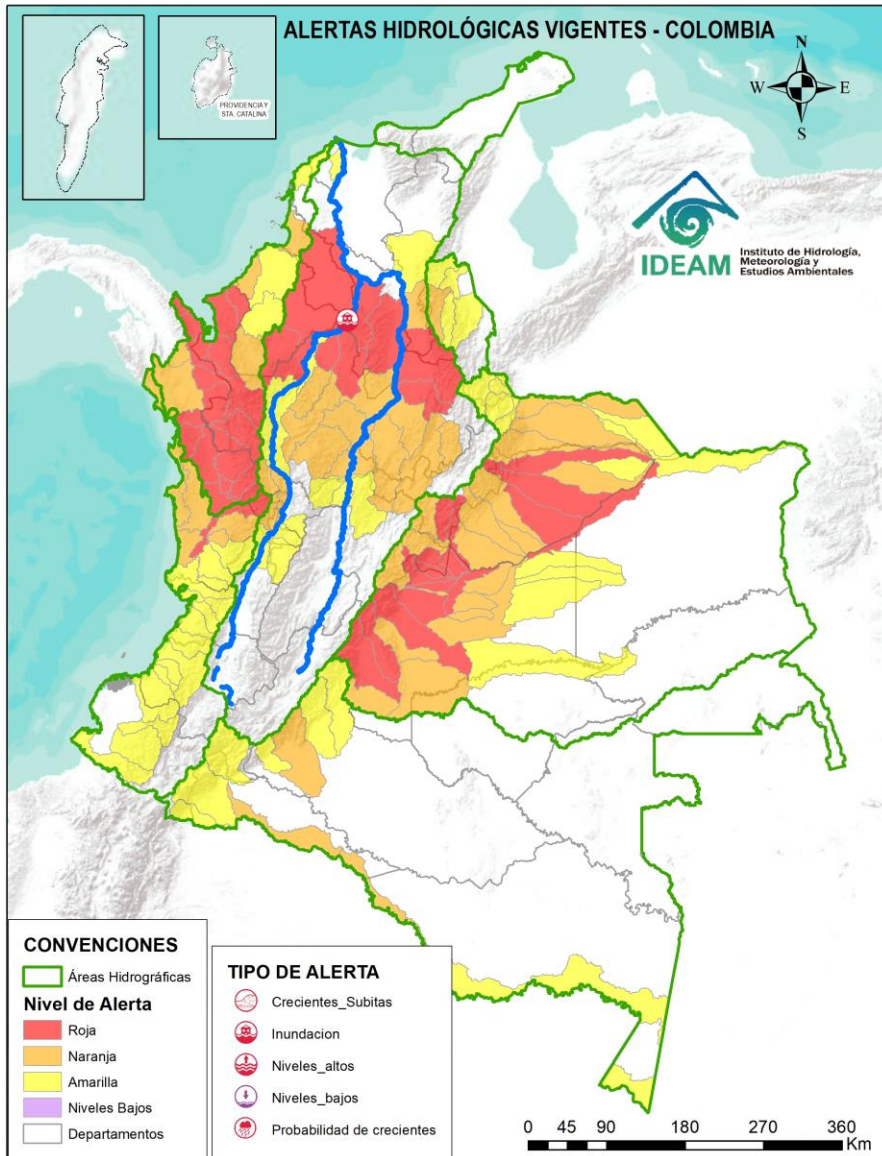 ALERTAS HIDROLÓGICAS VIGENTES - COLOMBIA
PROVIDENCIA Y
STA. CATALINA
N
W
E
S
IDEAM
Instituto de Hidrología,
Meteorología y
Estudios Ambientales
CONVENCIONES
Áreas Hidrográficas
Nivel de Alerta
Roja
Naranja
Amarilla
Niveles Bajos
Departamentos
TIPO DE ALERTA
Crecientes_Subitas
Inundacion
Niveles_altos
Niveles_bajos
Probabilidad de crecientes
0 45 90 180 270 360
Km